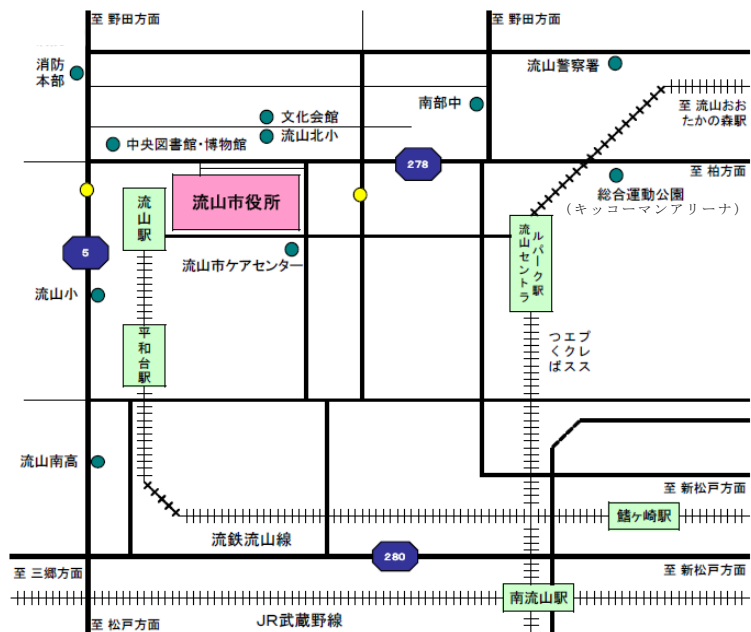 至 野田方面
至 野田方面
消防
本部
流山警察署
南部中
至 流山おお
たかの森駅
文化会館
流山北小
中央図書館・博物館
278
至 柏方面
総合運動公園
(キッコーマンアリーナ)
流山駅
流山市役所
流山セントラ
ルパーク駅
5
流山市ケアセンター
流山小
平和台駅
つくば
エクス
プレス
流山南高
至 新松戸方面
鰭ヶ崎駅
流鉄流山線
280
至 三郷方面
至 新松戸方面
南流山駅
至 松戸方面
JR武蔵野線